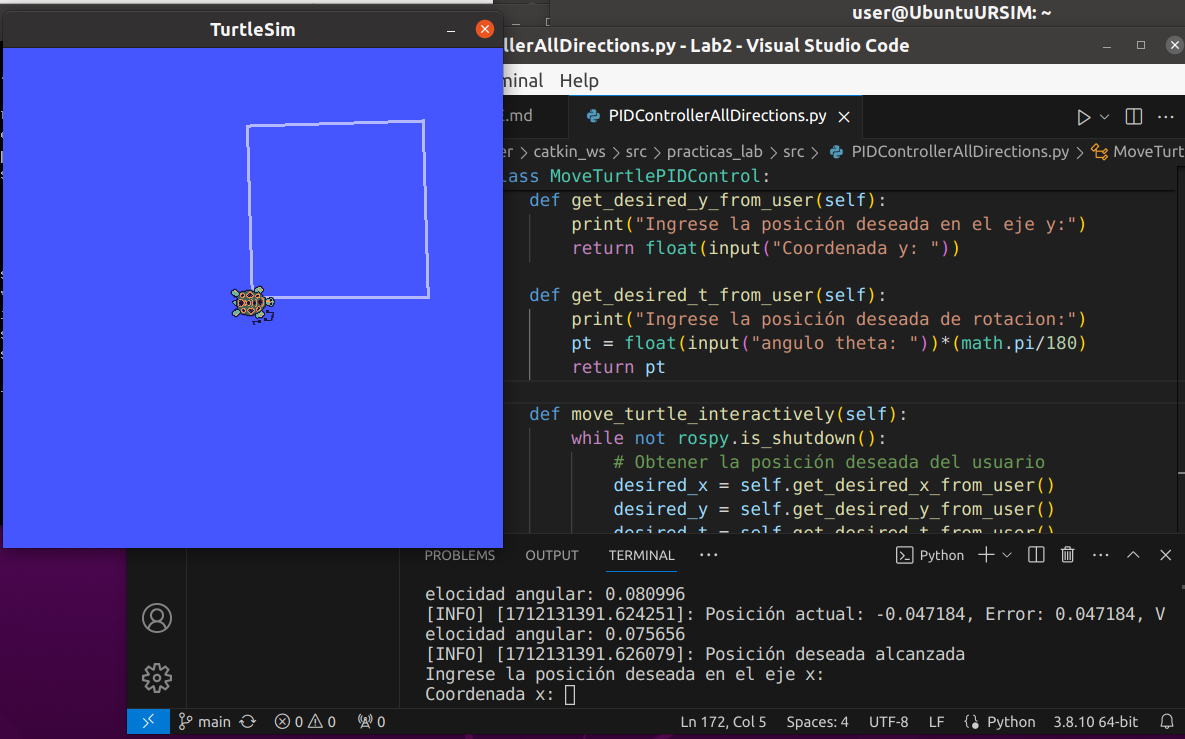 TurtleSim
user@UbuntuURSIM: ~
llerAllDirections.py - Lab2 - Visual Studio Code
minal Help
.md
PIDControllerAllDirections.py
er > catkin_ws > src > practicas_lab > src > PIDControllerAllDirections.py > MoveTurt
ass MoveTurtlePIDControl:
def get_desired_y_from_user(self):
print("Ingrese la posición deseada en el eje y:")
return float(input("Coordenada y: "))
def get_desired_t_from_user(self):
print("Ingrese la posición deseada de rotacion:")
pt = float(input("angulo theta: "))*(math.pi/180)
return pt
def move_turtle_interactively(self):
while not rospy.is_shutdown():
# Obtener la posición deseada del usuario
desired_x = self.get_desired_x_from_user()
desired_y = self.get_desired_y_from_user()
desired_t = self.get_desired_t_from_user()
PROBLEMS OUTPUT TERMINAL ··· Python
elocidad angular: 0.080996
[INFO] [1712131391.624251]: Posición actual: -0.047184, Error: 0.047184, V
elocidad angular: 0.075656
[INFO] [1712131391.626079]: Posición deseada alcanzada
Ingrese la posición deseada en el eje x:
Coordenada x:
main 0 0 0 Ln 172, Col 5 Spaces: 4 UTF-8 LF Python 3.8.10 64-bit